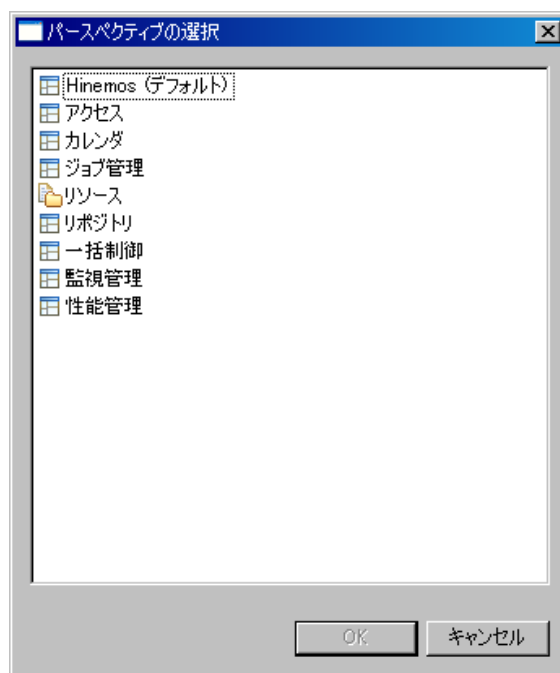 パースペクティブの選択
Hinemos (デフォルト)
アクセス
カレンダ
ジョブ管理
リソース
リポジトリ
一括制御
監視管理
性能管理
OK
キャンセル